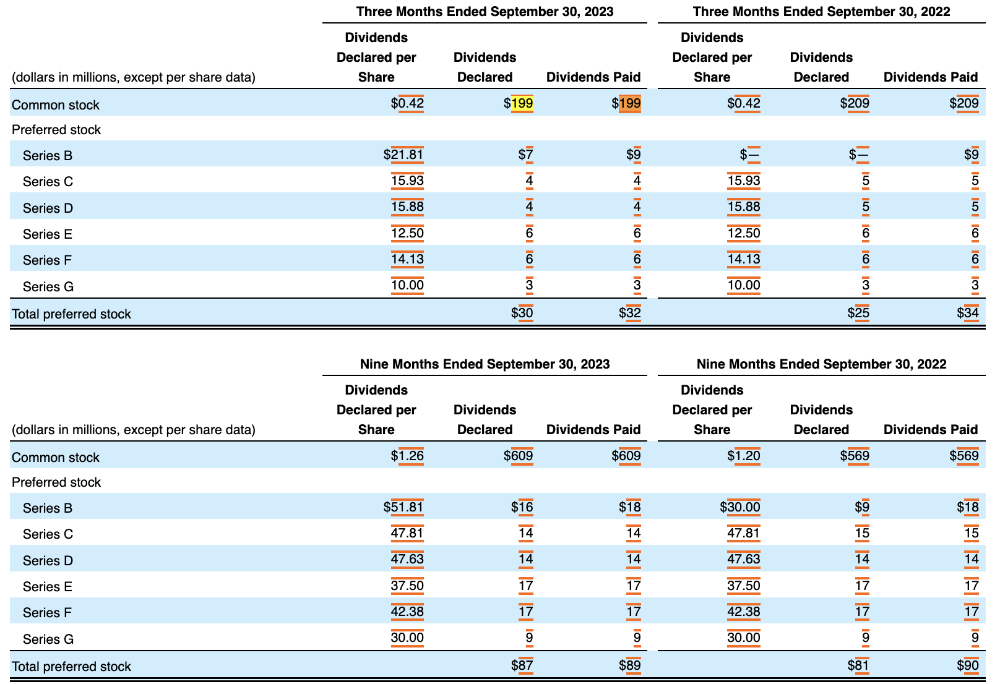 Three Months Ended September 30, 2023 Three Months Ended September 30, 2022
Dividends Dividends
Declared per Dividends Declared per Dividends
(dollars in millions, except per share data) Share Declared Dividends Paid Share Declared Dividends Paid
Common stock $0.42 $199 $199 $0.42 $209 $209
Preferred stock
Series B $21.81 $7 $9 $— $— $9
Series C 15.93 4 4 15.93 5 5
Series D 15.88 4 4 15.88 5 5
Series E 12.50 6 6 12.50 6 6
Series F 14.13 6 6 14.13 6 6
Series G 10.00 3 3 10.00 3 3
Total preferred stock $30 $32 $25 $34
Nine Months Ended September 30, 2023 Nine Months Ended September 30, 2022
Dividends Dividends
Declared per Dividends Declared per Dividends
(dollars in millions, except per share data) Share Declared Dividends Paid Share Declared Dividends Paid
Common stock $1.26 $609 $609 $1.20 $569 $569
Preferred stock
Series B $51.81 $16 $18 $30.00 $9 $18
Series C 47.81 14 14 47.81 15 15
Series D 47.63 14 14 47.63 14 14
Series E 37.50 17 17 37.50 17 17
Series F 42.38 17 17 42.38 17 17
Series G 30.00 9 9 30.00 9 9
Total preferred stock $87 $89 $81 $90